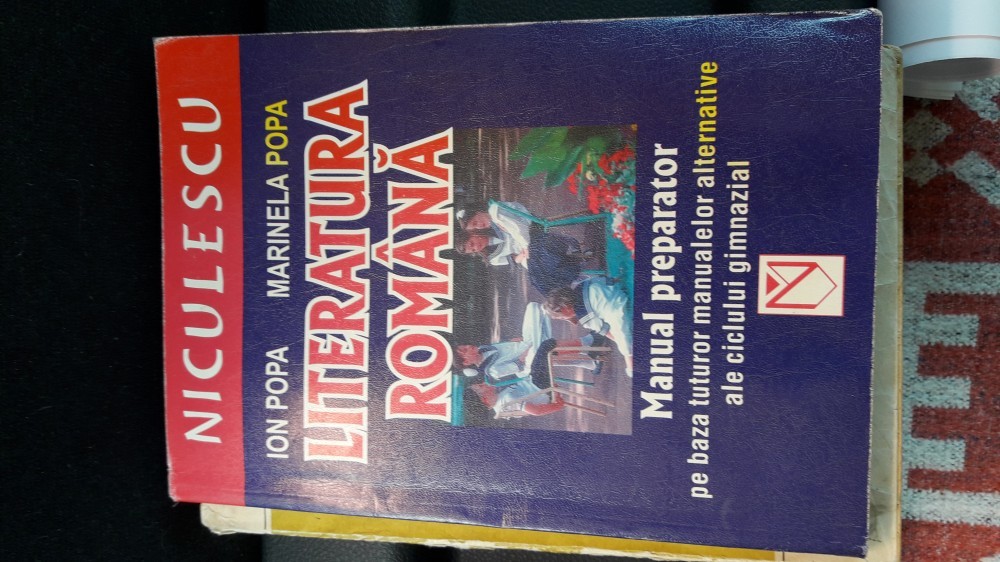 NICULESCU
ION POPA MARINELA POPA
LITERATURA
ROMÂNĂ
Manual preparator
pe baza tuturor manualelor alternative
ale ciclului gimnazial